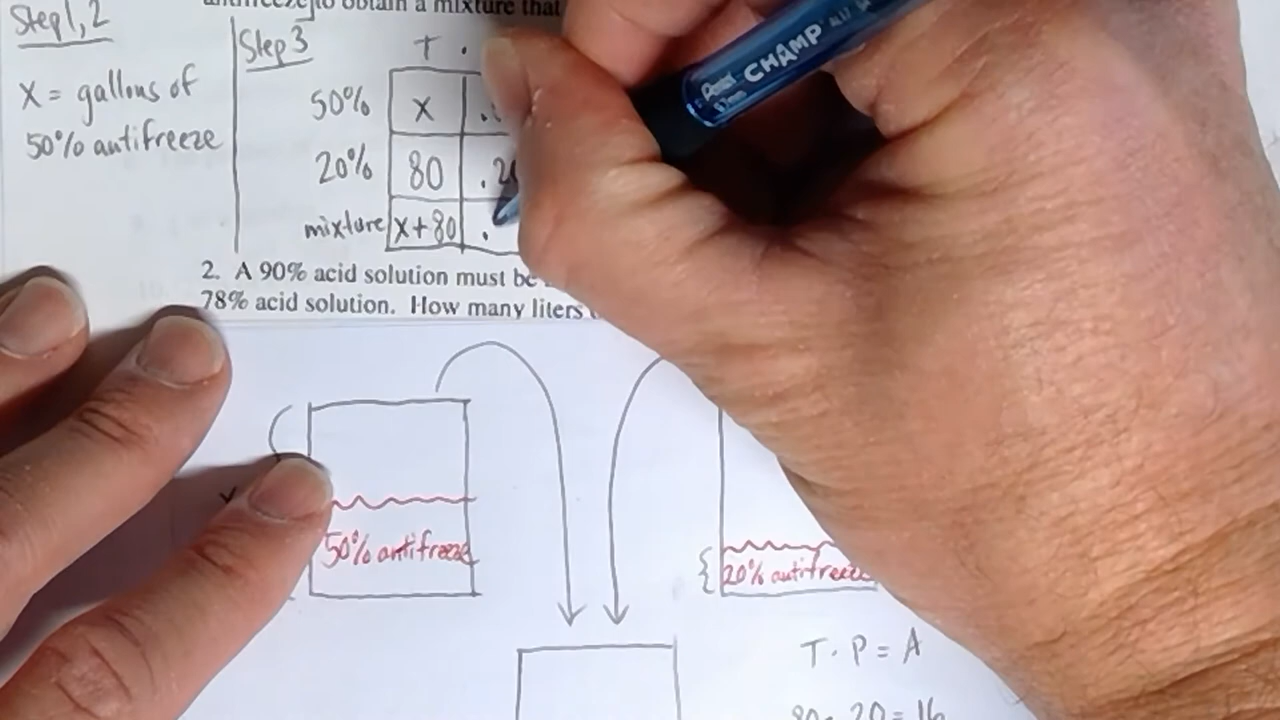 Step 1, 2
X = gallons of
50% antifreeze
to obtain a mixture that
Step 3
T .
50% X
20% 80
mixture X+80 .
2. A 90% acid solution must be
78% acid solution. How many liters
Pentel CHAMP
50% antifreeze
20% antifreeze
T · P = A
80 · .20 = 16